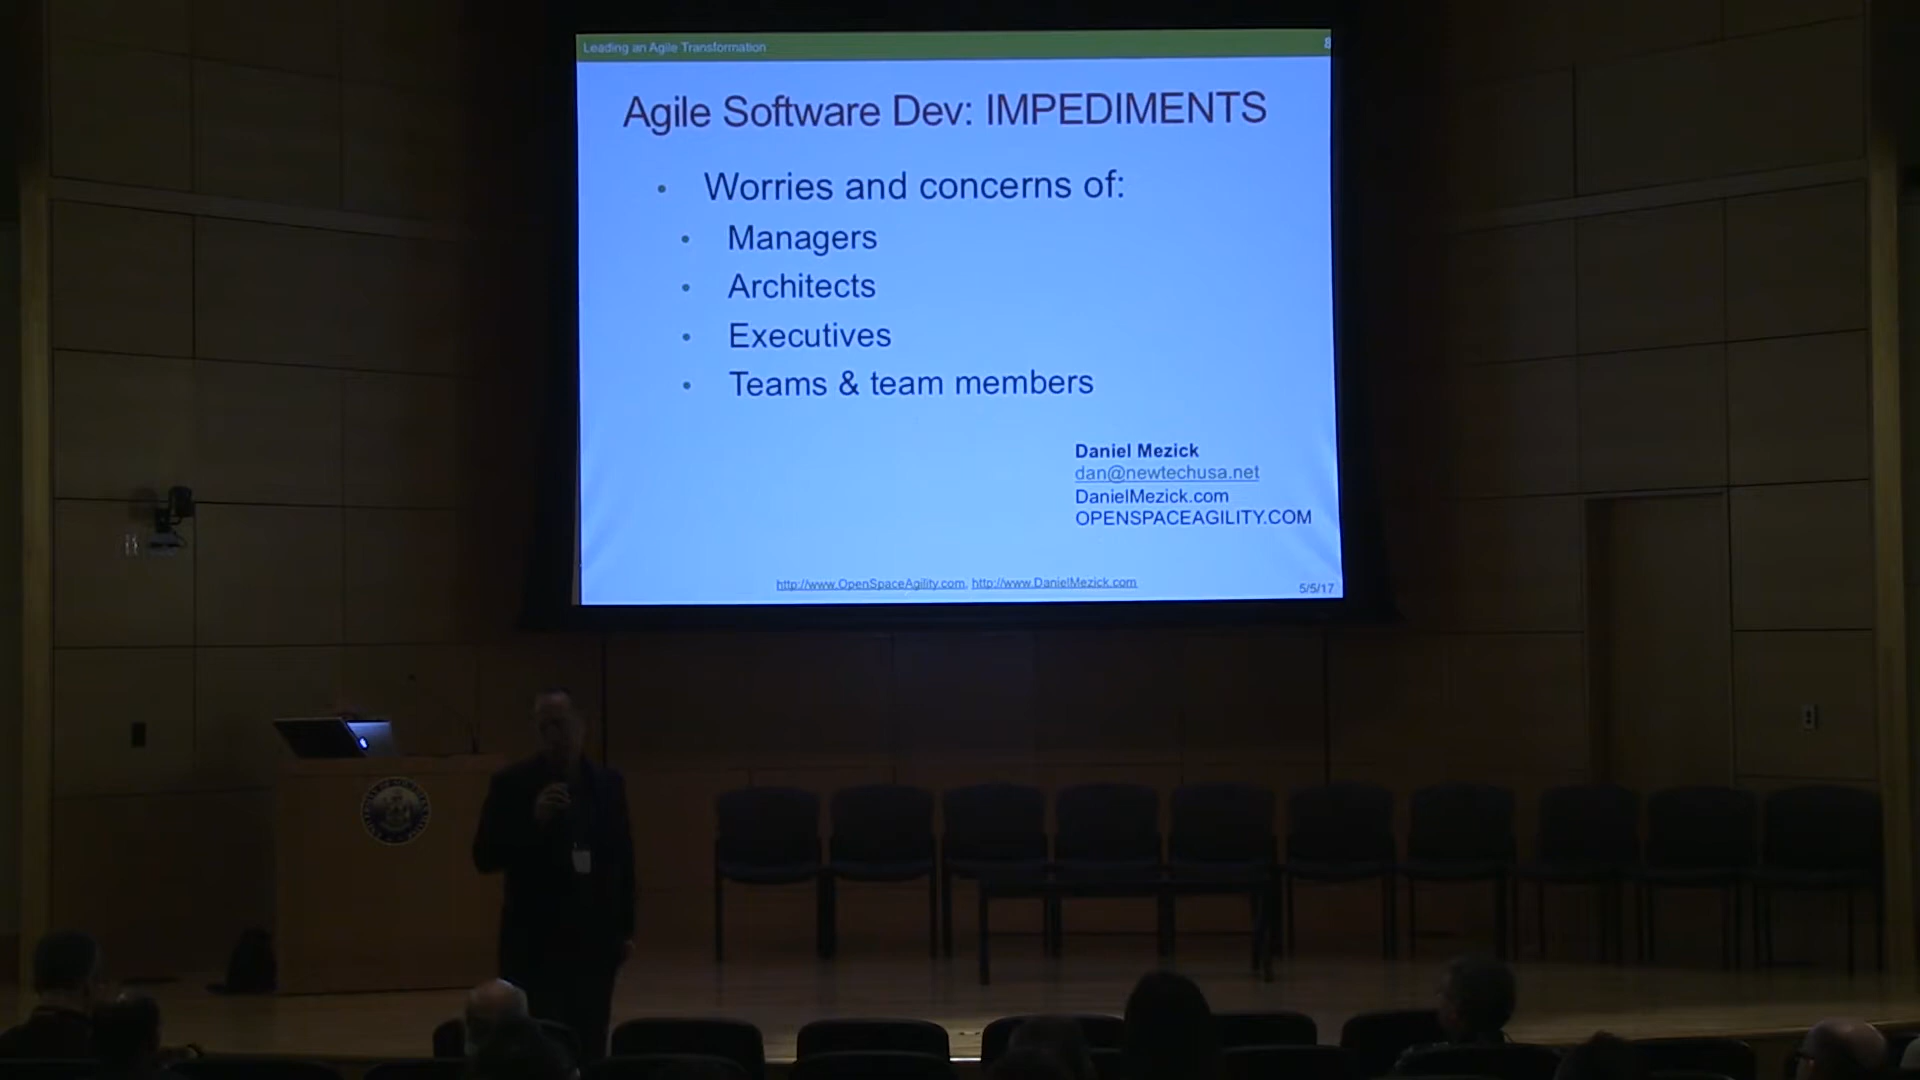 Leading an Agile Transformation
8
Agile Software Dev: IMPEDIMENTS
• Worries and concerns of:
• Managers
• Architects
• Executives
• Teams & team members
Daniel Mezick
dan@newtechusa.net
DanielMezick.com
OPENSPACEAGILITY.COM
http://www.OpenSpaceAgility.com, http://www.DanielMezick.com
5/5/17